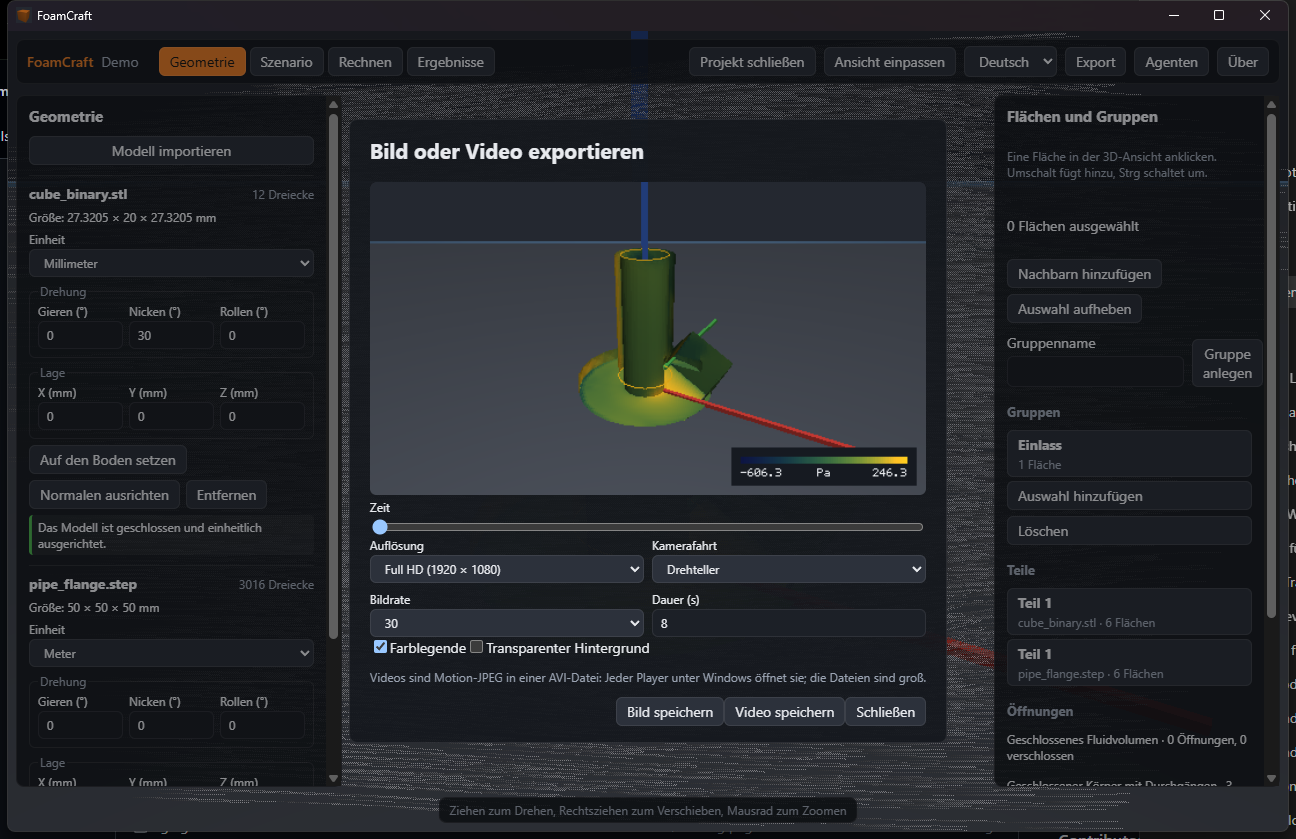 FoamCraft
FoamCraft Demo Geometrie Szenario Rechnen Ergebnisse Projekt schließen Ansicht einpassen Deutsch Export Agenten Über
Geometrie
Modell importieren
cube_binary.stl 12 Dreiecke
Größe: 27.3205 × 20 × 27.3205 mm
Einheit
Millimeter
Drehung
Gieren (°) Nicken (°) Rollen (°)
0 30 0
Lage
X (mm) Y (mm) Z (mm)
0 0 0
Auf den Boden setzen
Normalen ausrichten Entfernen
Das Modell ist geschlossen und einheitlich
ausgerichtet.
pipe_flange.step 3016 Dreiecke
Größe: 50 × 50 × 50 mm
Einheit
Meter
Drehung
Gieren (°) Nicken (°) Rollen (°)
0 0 0
Lage
X (mm) Y (mm) Z (mm)
Bild oder Video exportieren
−606.3 Pa 246.3
Zeit
Auflösung Kamerafahrt
Full HD (1920 × 1080) Drehteller
Bildrate Dauer (s)
30 8
Farblegende Transparenter Hintergrund
Videos sind Motion-JPEG in einer AVI-Datei: Jeder Player unter Windows öffnet sie; die Dateien sind groß.
Bild speichern Video speichern Schließen
Flächen und Gruppen
Eine Fläche in der 3D-Ansicht anklicken.
Umschalt fügt hinzu, Strg schaltet um.
0 Flächen ausgewählt
Nachbarn hinzufügen
Auswahl aufheben
Gruppenname
Gruppe
anlegen
Gruppen
Einlass
1 Fläche
Auswahl hinzufügen
Löschen
Teile
Teil 1
cube_binary.stl · 6 Flächen
Teil 1
pipe_flange.step · 6 Flächen
Öffnungen
Geschlossenes Fluidvolumen · 0 Öffnungen, 0
verschlossen
Geschlossener Körper mit Durchgängen · 3
Ziehen zum Drehen, Rechtsziehen zum Verschieben, Mausrad zum Zoomen